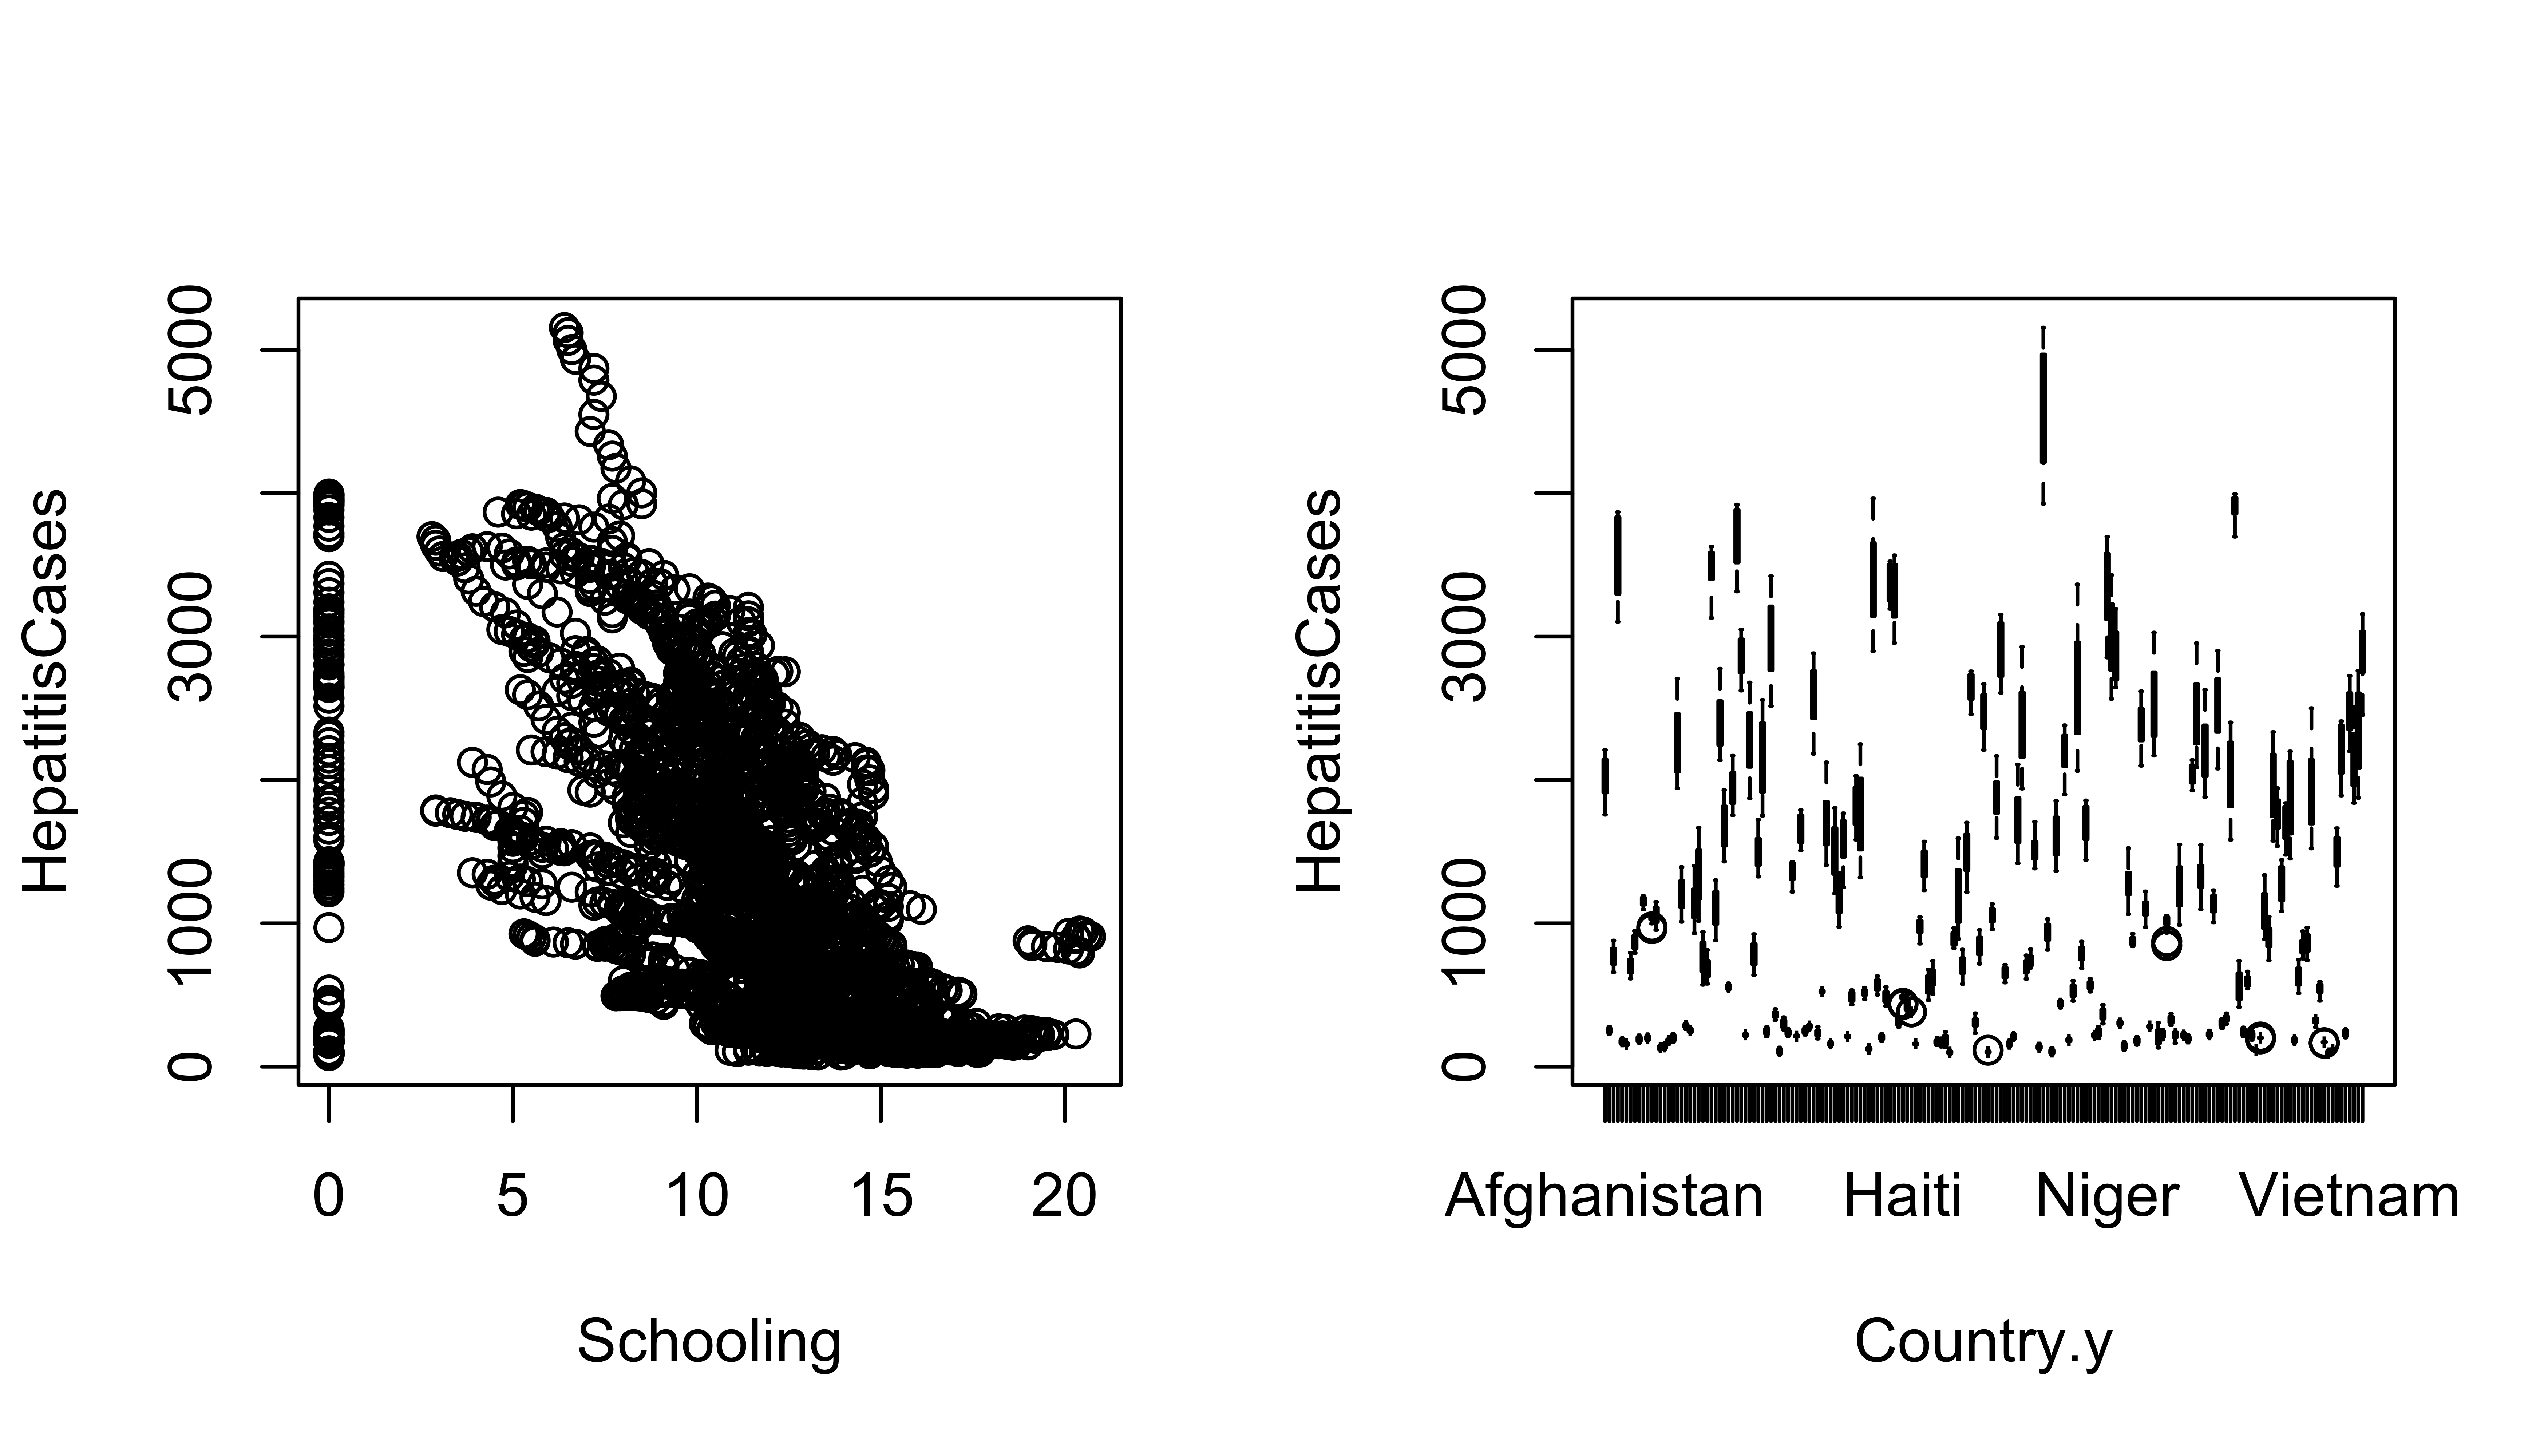 HepatitisCases
5000
3000
1000
0
0 5 10 15 20
Schooling
HepatitisCases
5000
3000
1000
0
Afghanistan Haiti Niger Vietnam
Country.y